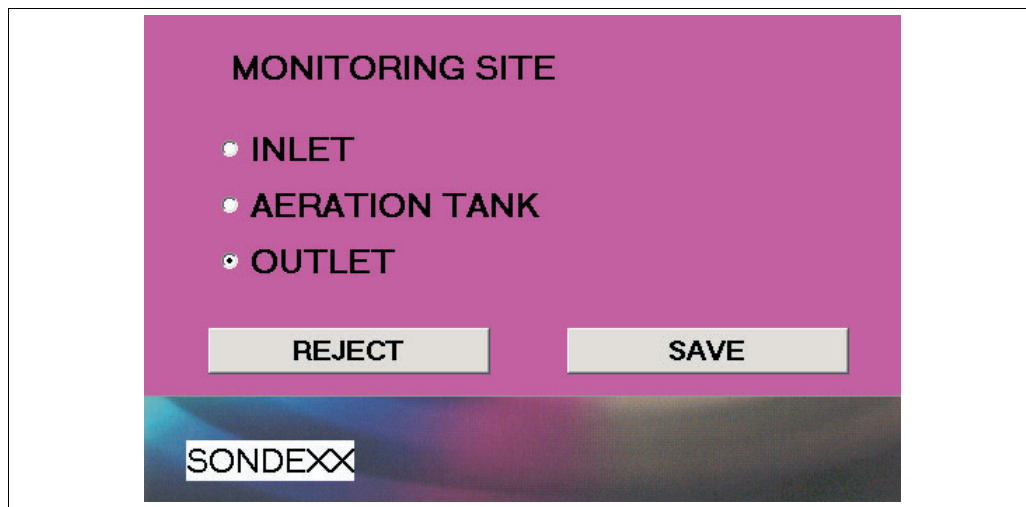 MONITORING SITE
INLET
AERATION TANK
OUTLET
REJECT SAVE
SONDEXX